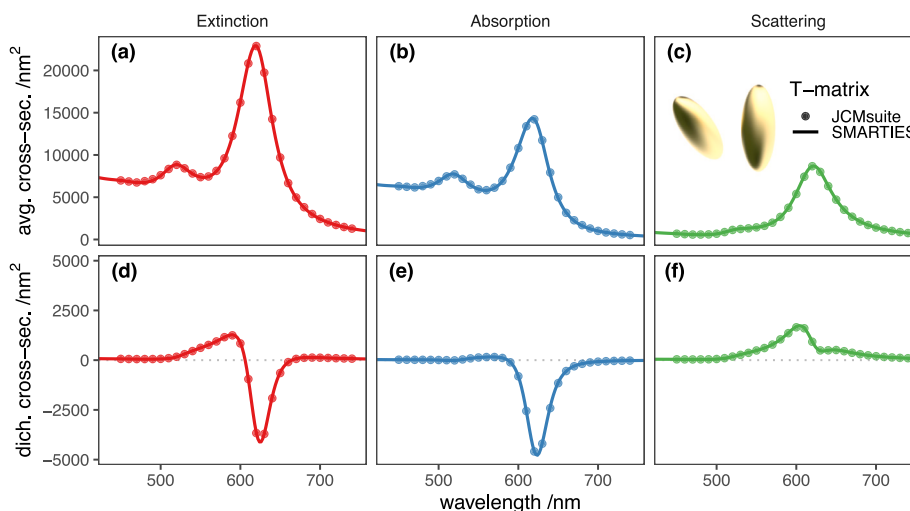 Extinction
Absorption
Scattering
avg. cross−sec. /nm²
20000
15000
10000
5000
0
(a)
(b)
(c)
T−matrix
JCMsuite
SMARTIES
dich. cross−sec. /nm²
5000
2500
0
−2500
−5000
(d)
(e)
(f)
500 600 700
500 600 700
500 600 700
wavelength /nm